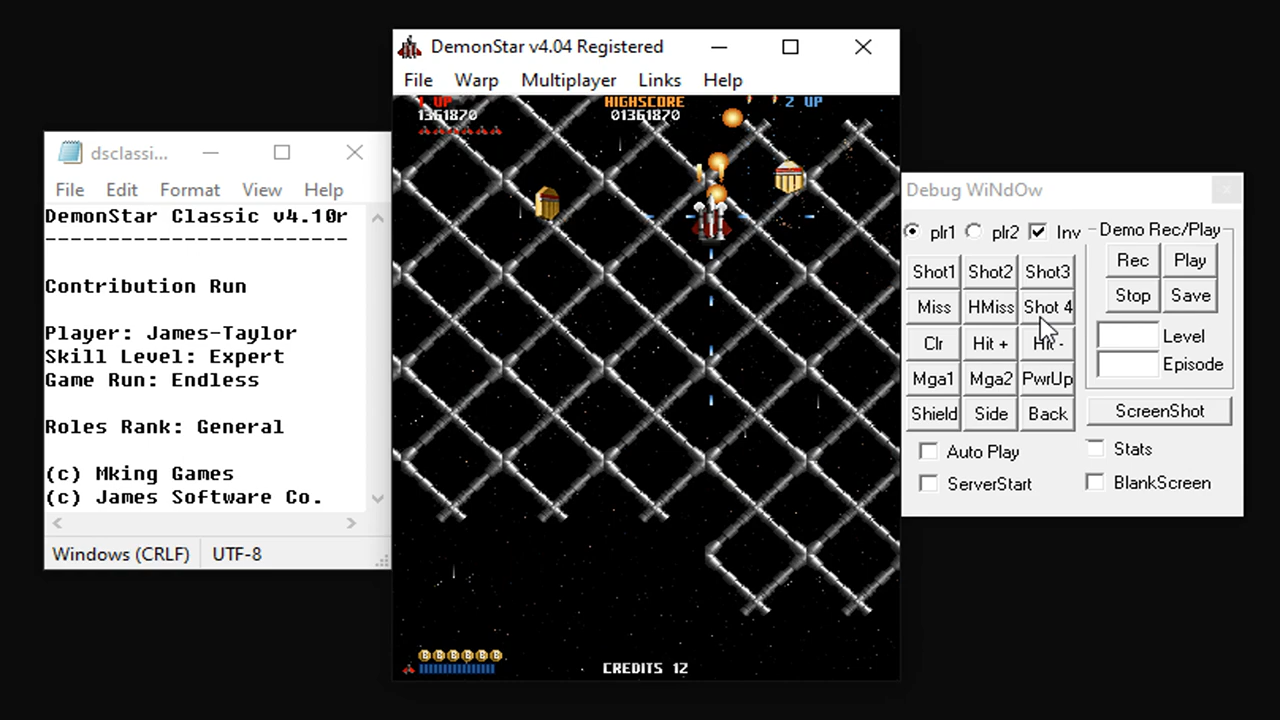 dsclassi...
File Edit Format View Help
DemonStar Classic v4.10r
------------------------
Contribution Run
Player: James-Taylor
Skill Level: Expert
Game Run: Endless
Roles Rank: General
(c) Mking Games
(c) James Software Co.
Windows (CRLF) UTF-8
DemonStar v4.04 Registered
File Warp Multiplayer Links Help
1 UP HIGHSCORE 2 UP
1361870 01361870
B B B B B B
CREDITS 12
Debug WiNdOw
plr1 plr2 Inv Demo Rec/Play
Shot1 Shot2 Shot3 Rec Play
Miss HMiss Shot 4 Stop Save
Clr Hit + Hit - Level
Mga1 Mga2 PwrUp Episode
Shield Side Back ScreenShot
Auto Play Stats
ServerStart BlankScreen